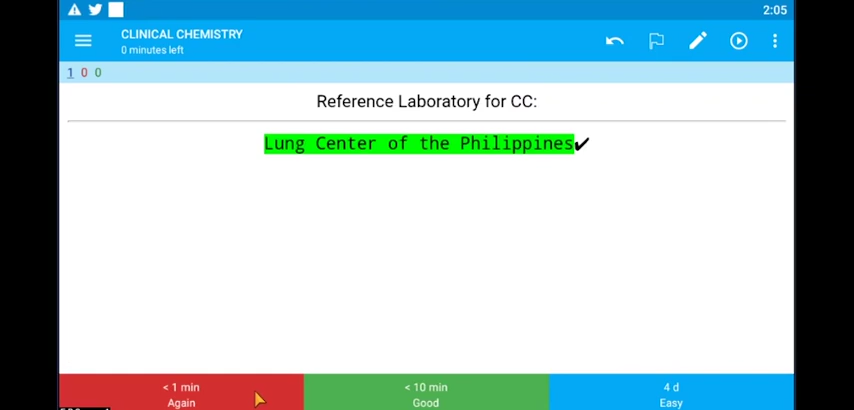 2:05
CLINICAL CHEMISTRY
0 minutes left
1 0 0
Reference Laboratory for CC:
Lung Center of the Philippines✔
< 1 min
Again
< 10 min
Good
4 d
Easy